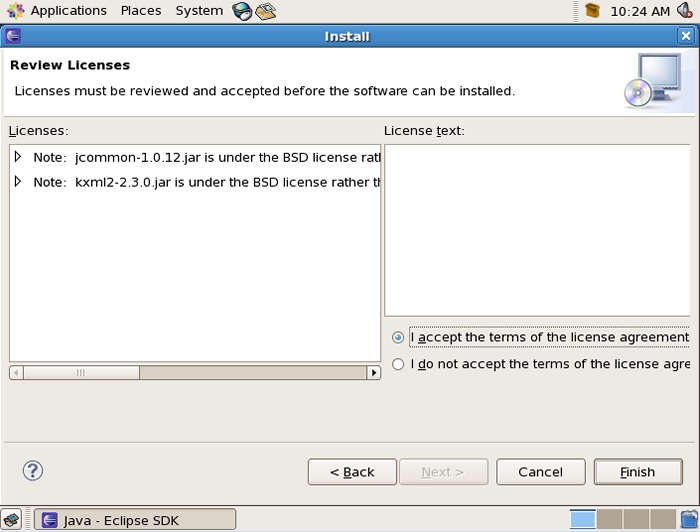 Applications Places System 10:24 AM
Install
Review Licenses
Licenses must be reviewed and accepted before the software can be installed.
Licenses:
License text:
Note: jcommon-1.0.12.jar is under the BSD license
Note: kxml2-2.3.0.jar is under the BSD license rather
I accept the terms of the license agreement
I do not accept the terms of the license
< Back
Next >
Cancel
Finish
Java - Eclipse SDK